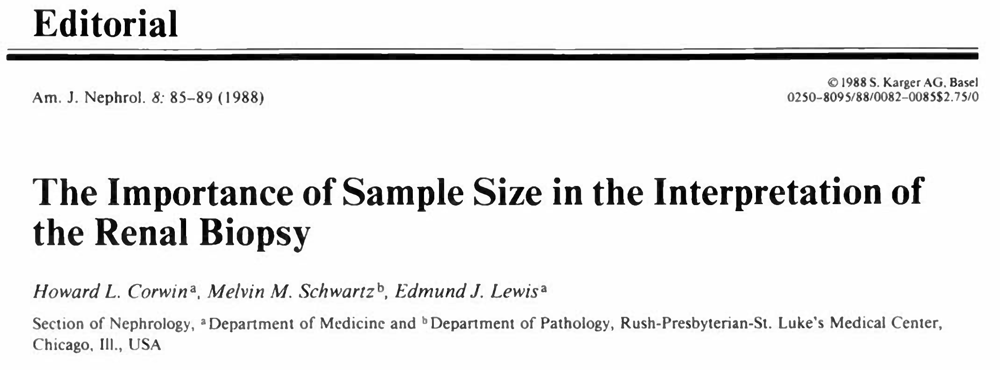 Editorial
Am. J. Nephrol. 8: 85–89 (1988)
© 1988 S. Karger AG, Basel
0250–8095/88/0082–0085$2.75/0
The Importance of Sample Size in the Interpretation of
the Renal Biopsy
Howard L. Corwin a, Melvin M. Schwartz b, Edmund J. Lewis a
Section of Nephrology, a Department of Medicine and b Department of Pathology, Rush-Presbyterian-St. Luke's Medical Center,
Chicago, Ill., USA